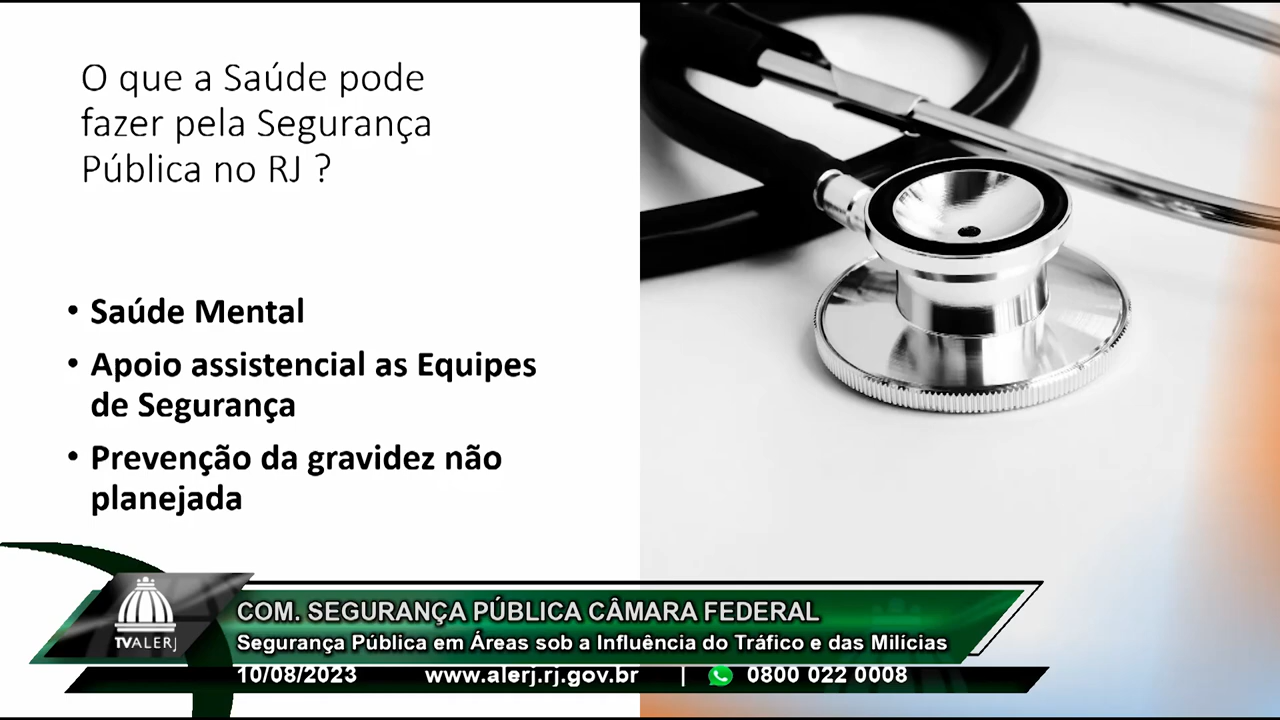 O que a Saúde pode
fazer pela Segurança
Pública no RJ ?
• Saúde Mental
• Apoio assistencial as Equipes
de Segurança
• Prevenção da gravidez não
planejada
TVALERJ
COM. SEGURANÇA PÚBLICA CÂMARA FEDERAL
Segurança Pública em Áreas sob a Influência do Tráfico e das Milícias
10/08/2023 www.alerj.rj.gov.br | 0800 022 0008